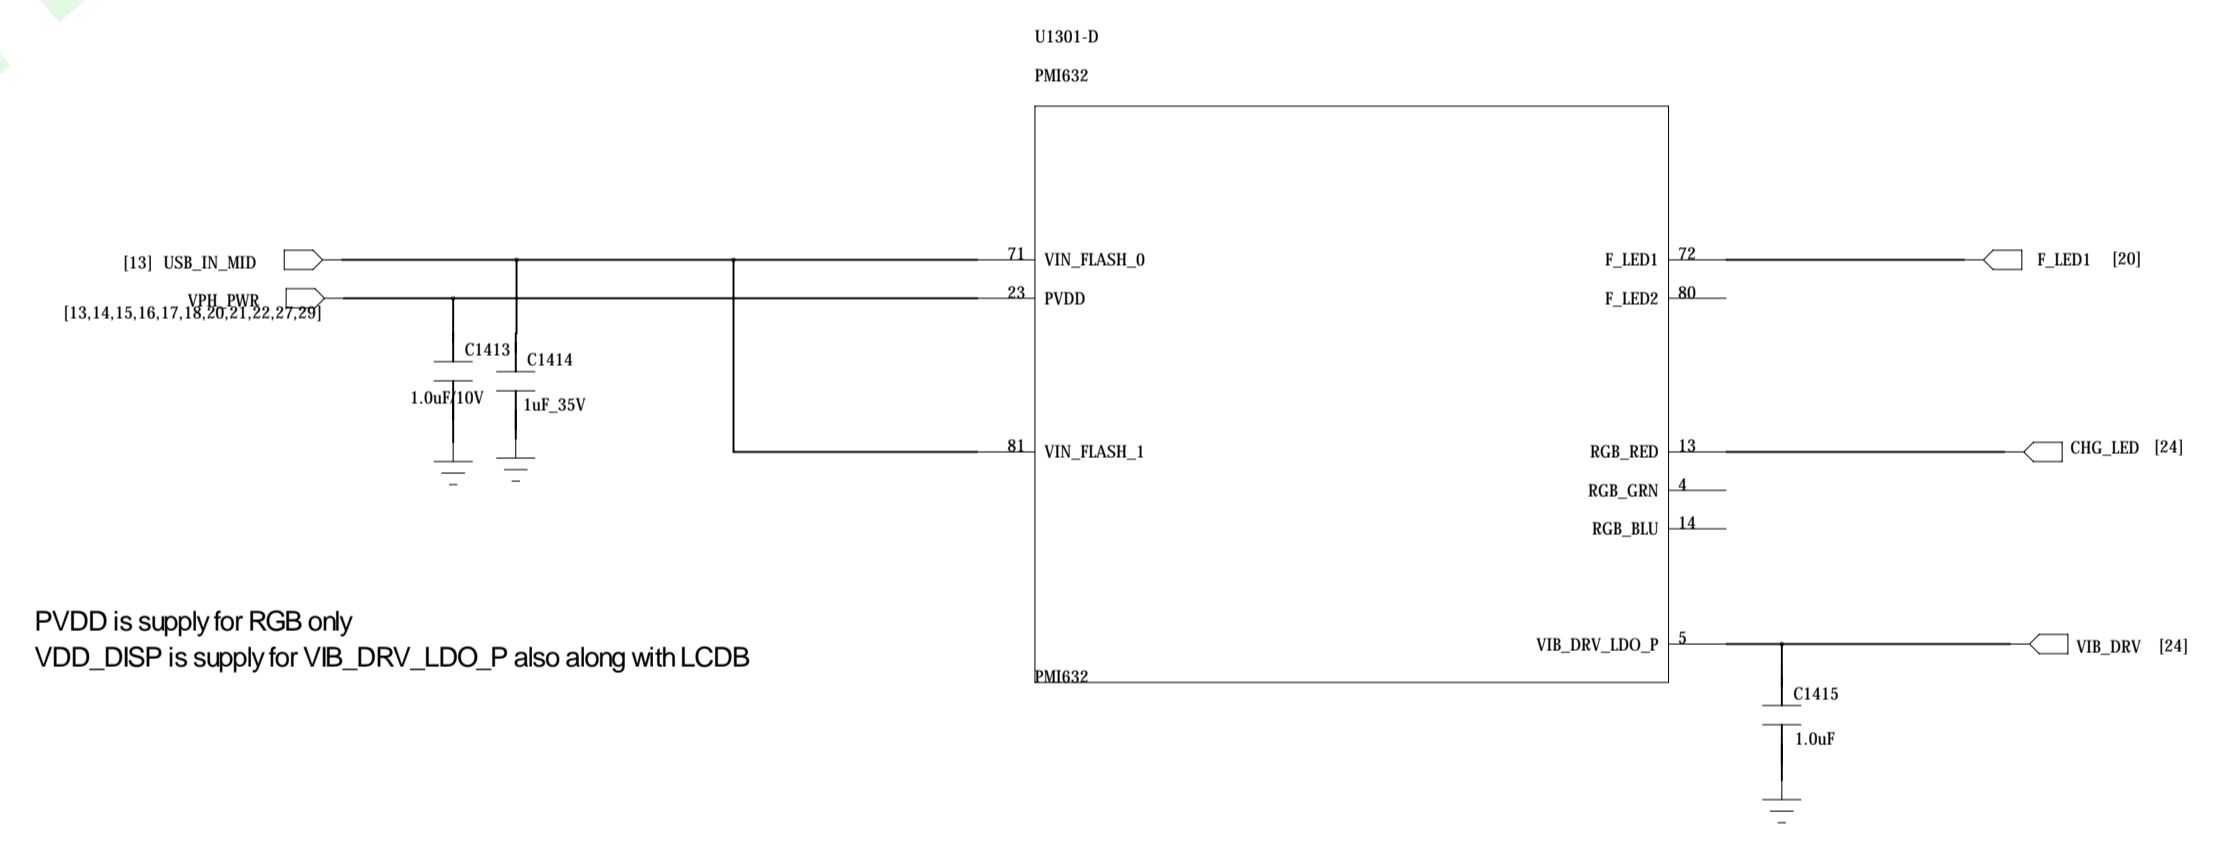 U1301-D
PMI632
[13] USB_IN_MID
71 VIN_FLASH_0
F_LED1 72
F_LED1 [20]
VPH_PWR
23 PVDD
F_LED2 80
[13,14,15,16,17,18,20,21,22,27,29]
C1413
C1414
1.0uF/10V
1uF_35V
81 VIN_FLASH_1
RGB_RED 13
CHG_LED [24]
RGB_GRN 4
RGB_BLU 14
PVDD is supply for RGB only
VDD_DISP is supply for VIB_DRV_LDO_P also along with LCDB
VIB_DRV_LDO_P 5
VIB_DRV [24]
PMI632
C1415
1.0uF